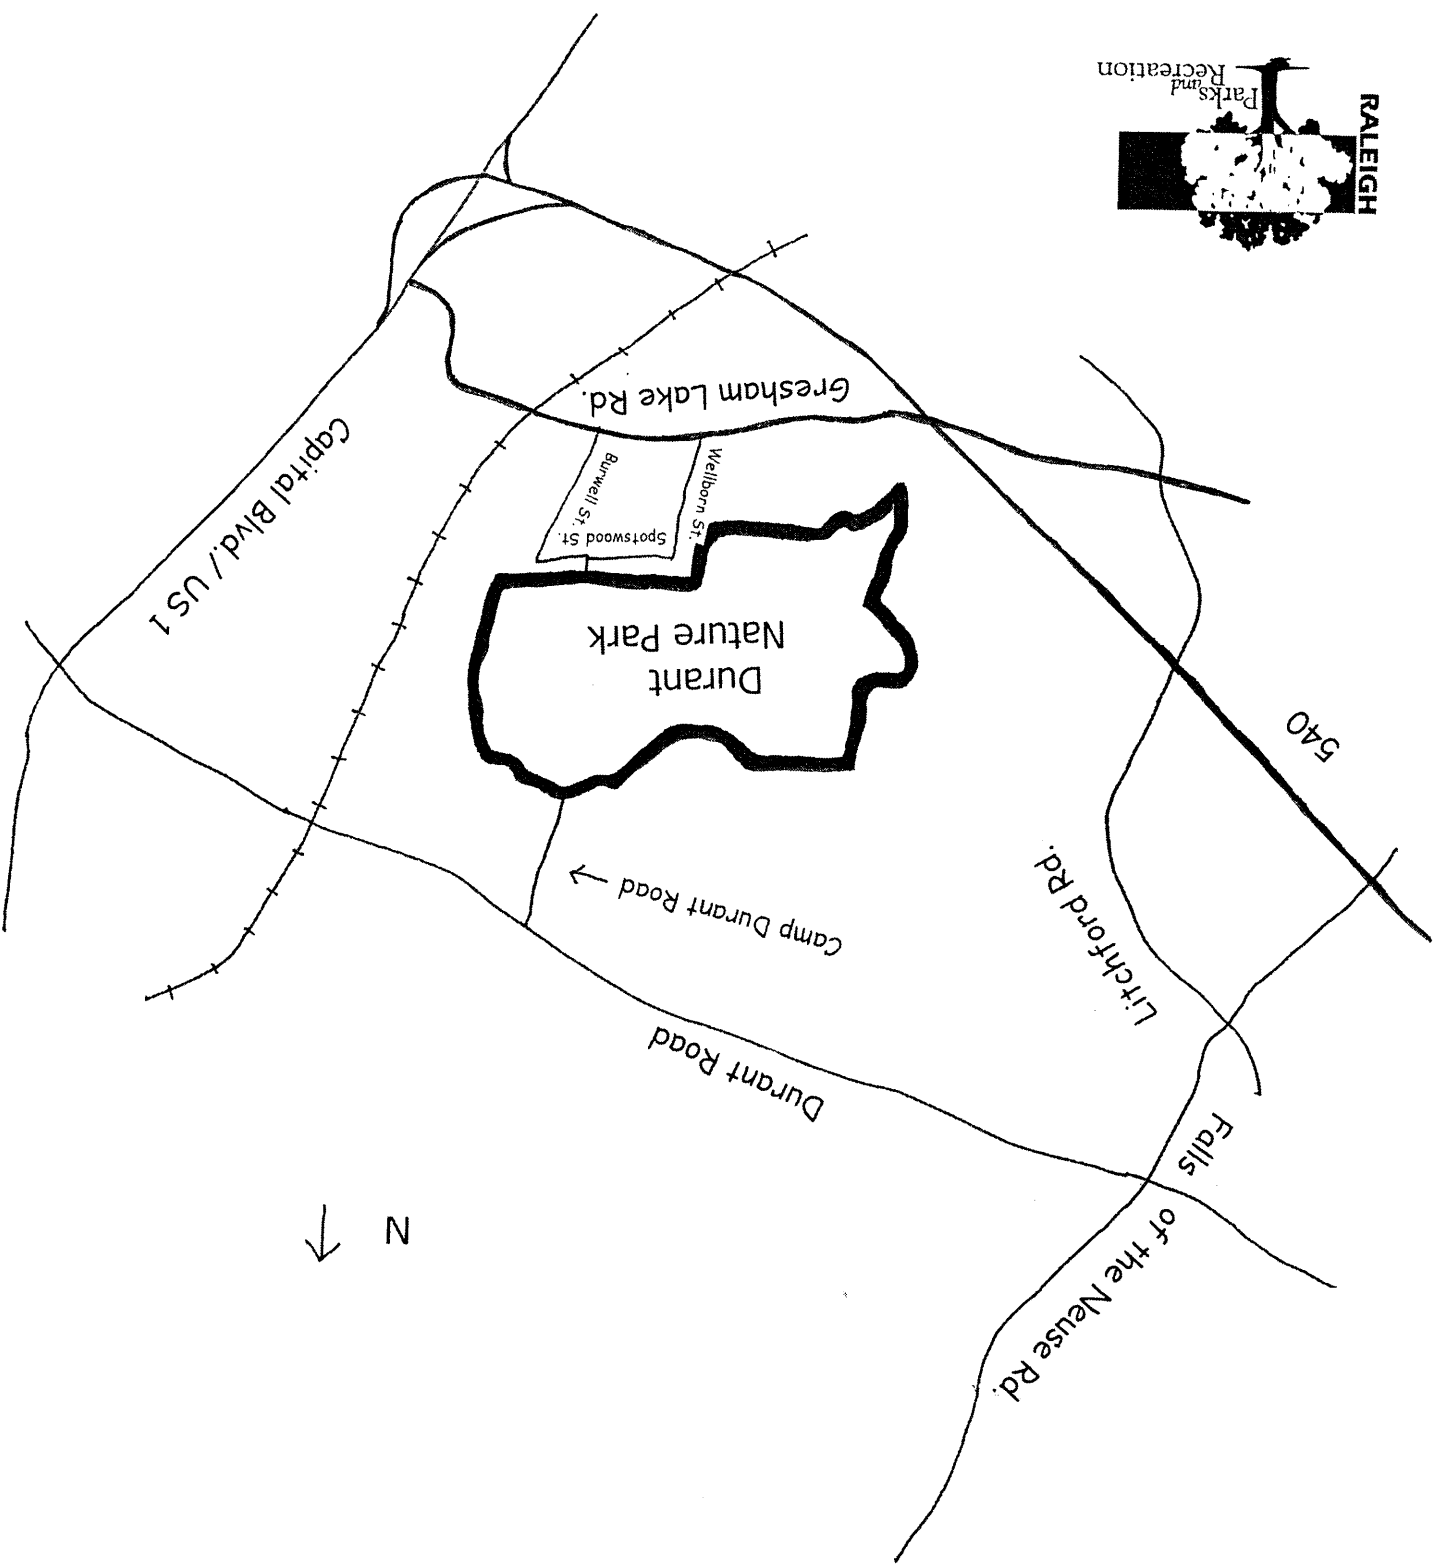 N
Falls
of the Neuse Rd.
Durant Road
Camp Durant Road
Litchford Rd.
540
Durant
Nature Park
Capital Blvd./ US 1
Spotswood St.
Wellborn St.
Burwell St.
Gresham Lake Rd.
RALEIGH
Parks
and
Recreation